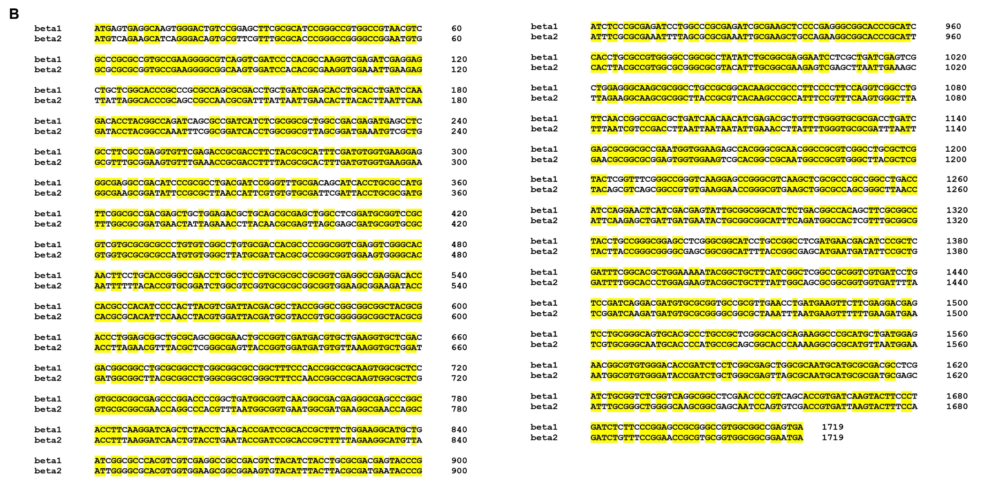 B
beta1 ATGAGTGAGGCAAGTGGGACTGTCCGGAGCTTCGCGCATCCGGGCCGTGGCCGTAACGTC 60
beta2 ATGTCAGAAGCATCAGGGACAGTGCGTTCGTTTGCGCACCCGGGCCGGGGCCGGAATGTG 60
beta1 GCCCGCGCCGTGCCGAAGGGGCGTCAGGTCGATCCCCACGCCAAGGTCGAGATCGAGGAG 120
beta2 GCGCGCGCGGTGCCGAAGGGGCGGCAAGTGGATCCACACGCGAAGGTGGAAATTGAAGAG 120
beta1 CTGCTCGGCACCCGCCCGCGCCAGCGCGACCTGCTGATCGAGCACCTGCACCTGATCCAA 180
beta2 TTATTAGGCACCCGCAGCCGCCAACGCGATTTATTAATTGAACACTTACACTTAATTCAA 180
beta1 GACACCTACGGCCAGATCAGCGCCGATCATCTCGCGGCGCTGGCCGACGAGATGAGCCTC 240
beta2 GATACCTACGGCCAAATTTCGGCGGATCACCTGGCGGCGTTAGCGGATGAAATGTCGCTG 240
beta1 GCCTTCGCCGAGGTGTTCGAGACCGCGACCTTCTACGCGCATTTCGATGTGGTGAAGGAG 300
beta2 GCGTTTGCGGAAGTGTTTGAAACCGCGACCTTTTACGCGCACTTTGATGTGGTGAAGGAA 300
beta1 GGCGAGGCCGACATCCCGCGCCTGACGATCCGGGTTTGCGACAGCATCACCTGCGCCATG 360
beta2 GGCGAAGCGGATATTCCGCGCTTAACCATTCGTGTGTGCGATTCGATTACCTGCGCGATG 360
beta1 TTCGGCGCCGACGAGCTGCTGGAGACGCTGCAGCGCGAGCTGGCCTCGGATGCGGTCCGC 420
beta2 TTTGGCGCGGATGAACTATTAGAAACCTTACAACGCGAGTTAGCGAGCGATGCGGTGCGC 420
beta1 GTCGTGCGCGCGCCCTGTGTCGGCCTGTGCGACCACGCCCCGGCGGTCGAGGTCGGGCAC 480
beta2 GTGGTGCGCGCGCCATGTGTGGGCTTATGCGATCACGCGCCGGCGGTGGAAGTGGGGCAC 480
beta1 AACTTCCTGCACCGGGCCGACCTCGCCTCCGTGCGCGCCGCGGTCGAGGCCGAGGACACC 540
beta2 AATTTTTTACACCGTGCGGATCTGGCGTCGGTGCGCGCGGCGGTGGAAGCGGAAGATACC 540
beta1 CACGCCCACATCCCCACTTACGTCGATTACGACGCCTACCGGGCCGGCGGCGGCTACGCG 600
beta2 CACGCGCACATTCCAACCTACGTGGATTACGATGCGTACCGTGCGGGGGGCGGCTACGCG 600
beta1 ACCCTGGAGCGGCTGCGCAGCGGCGAACTGCCGGTCGATGACGTGCTGAAGGTGCTCGAC 660
beta2 ACCTTAGAACGTTTACGCTCGGGCGAGTTACCGGTGGATGATGTGTTAAAGGTGCTGGAT 660
beta1 GACGGCGGCCTGCGCGGCCTCGGCGGCGCCGGCTTTCCCACCGGCCGCAAGTGGCGCTCC 720
beta2 GATGGCGGCTTACGCGGCCTGGGCGGCGCGGGCTTTCCAACCGGCCGCAAGTGGCGCTCG 720
beta1 GTGCGCGGCGAGCCCGGACCCCGGCTGATGGCGGTCAACGGCGACGAGGGCGAGCCCGGC 780
beta2 GTGCGCGGCGAACCAGGCCCACGTTTAATGGCGGTGAATGGCGATGAAGGCGAACCAGGC 780
beta1 ACCTTCAAGGATCAGCTCTACCTCAACACCGATCCGCACCGCTTTCTGGAAGGCATGCTG 840
beta2 ACCTTTAAGGATCAACTGTACCTGAATACCGATCCGCACCGCTTTTTAGAAGGCATGTTA 840
beta1 ATCGGCGCCCACGTCGTCGAGGCCGCCGACGTCTACATCTACCTGCGCGACGAGTACCCG 900
beta2 ATTGGGGCGCACGTGGTGGAAGCGGCGGAAGTGTACATTTACTTACGCGATGAATACCCG 900
beta1 ATCTCCCGCGAGATCCTGGCCCGCGAGATCGCGAAGCTCCCCGAGGGCGGCACCCGCATC 960
beta2 ATTTCGCGCGAAATTTTAGCGCGCGAAATTGCGAAGCTGCCAGAAGGCGGCACCCGCATT 960
beta1 CACCTGCGCCGTGGGGCCGGCGCCTATATCTGCGGCGAGGAATCCTCGCTGATCGAGTCG 1020
beta2 CACTTACGCCGTGGCGCGGGCGCGTACATTTGCGGCGAAGAGTCGAGCTTAATTGAAAGC 1020
beta1 CTGGAGGGCAAGCGCGGCCTGCCGCGGCACAAGCCGCCCTTCCCCTTCCAGGTCGGCCTG 1080
beta2 TTAGAAGGCAAGCGCGGCTTACCGCGTCACAAGCCGCCATTTCCGTTTCAAGTGGGCTTA 1080
beta1 TTCAACCGGCCGACGCTGATCAACAACATCGAGACGCTGTTCTGGGTGCGCGACCTGATC 1140
beta2 TTTAATCGTCCGACCTTAATTAATAATATTGAAACCTTATTTTGGGTGCGCGATTTAATT 1140
beta1 GAGCGCGGCGCCGAATGGTGGAAGAGCCACGGGCGCAACGGCCGCGTCGGCCTGCGCTCG 1200
beta2 GAACGCGGCGCGGAGTGGTGGAAGTCGCACGGCCGCAATGGCCGCGTGGGCTTACGCTCG 1200
beta1 TACTCGGTTTCGGGCCGGGTCAAGGAGCCGGGCGTCAAGCTCGCGCCCGCCGGCCTGACC 1260
beta2 TACAGCGTCAGCGGCCGTGTGAAGGAACCGGGCGTGAAGCTGGCGCCAGCGGGCTTAACC 1260
beta1 ATCCAGGAACTCATCGACGAGTATTGCGGCGGCATCTCTGACGGCCACAGCTTCGCGGCC 1320
beta2 ATTCAAGAGCTGATTGATGAATACTGCGGCGGCATTTCAGATGGCCACTCGTTTGCGGCG 1320
beta1 TACCTGCCGGGCGGAGCCTCGGGCGGCATCCTGCCGGCCTCGATGAACGACATCCCGCTC 1380
beta2 TACTTACCGGGCGGGGCGAGCGGCGGCATTTTACCGGCGAGCATGAATGATATTCCGCTG 1380
beta1 GATTTCGGCACGCTGGAAAAATACGGCTGCTTCATCGGCTCGGCCGCGGTCGTGATCCTG 1440
beta2 GATTTTGGCACCCTGGAGAAGTACGGCTGCTTTATTGGCAGCGCGGCGGTGGTGATTTTA 1440
beta1 TCCGATCAGGACGATGTGCGCGGTGCCGCGTTGAACCTGATGAAGTTCTTCGAGGACGAG 1500
beta2 TCGGATCAAGATGATGTGCGCGGGGCGGCGCTAAATTTAATGAAGTTTTTTGAAGATGAA 1500
beta1 TCCTGCGGGCAGTGCACGCCCTGCCGCTCGGGCACGCAGAAGGCCCGCATGCTGATGGAG 1560
beta2 TCGTGCGGGCAATGCACCCCATGCCGCAGCGGCACCCAAAAGGCGCGCATGTTAATGGAA 1560
beta1 AACGGCGTGTGGGACACCGATCTCCTCGGCGAGCTGGCGCAATGCATGCGCGACGCCTCG 1620
beta2 AATGGCGTGTGGGATACCGATCTGCTGGGCGAGTTAGCGCAATGCATGCGCGATGCGAGC 1620
beta1 ATCTGCGGTCTCGGTCAGGCGGCCTCGAACCCCGTCAGCACCGTGATCAAGTACTTCCCT 1680
beta2 ATTTGCGGGCTGGGGCAAGCGGCGAGCAATCCAGTGTCGACCGTGATTAAGTACTTTCCA 1680
beta1 GATCTCTTCCCGGAGCCGCGGGCCGTGGCGGCCGAGTGA 1719
beta2 GATCTGTTTCCGGAACCGCGTGCGGTGGCGGCGGAATGA 1719